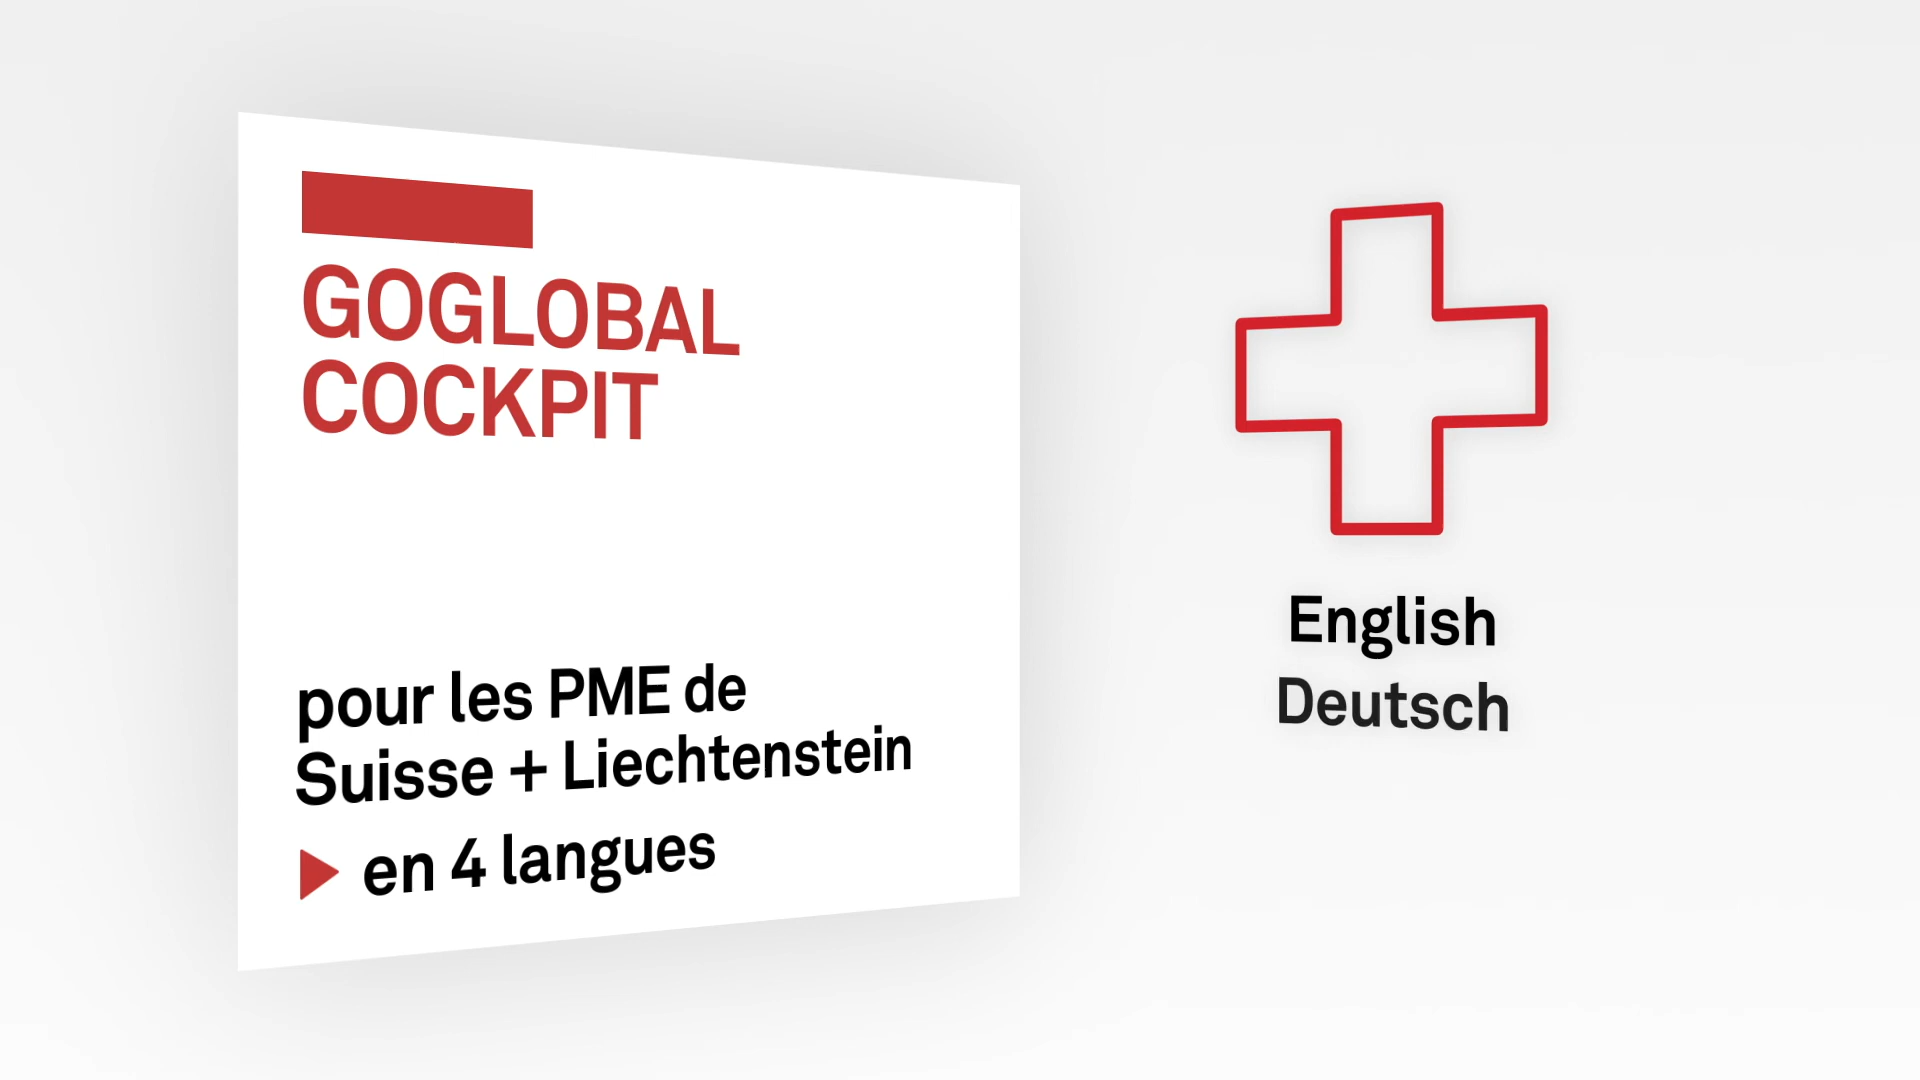 GOGLOBAL
COCKPIT
pour les PME de
Suisse + Liechtenstein
en 4 langues
English
Deutsch